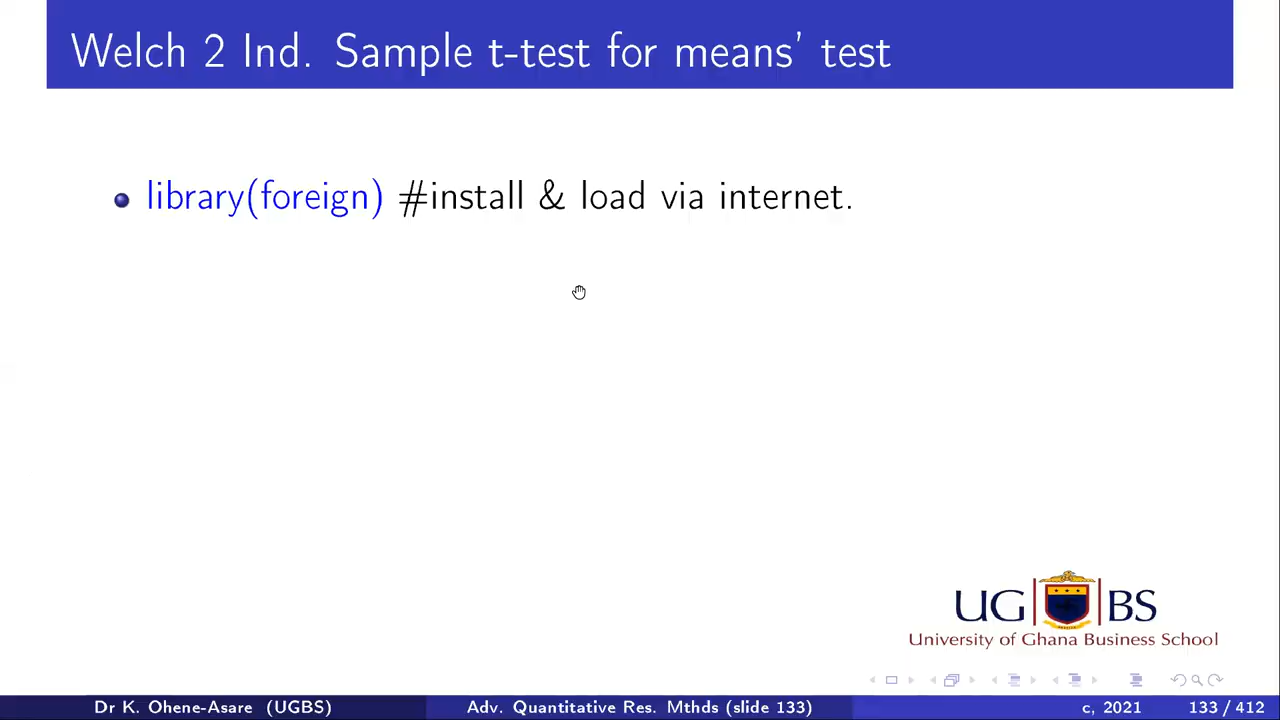 Welch 2 Ind. Sample t-test for means' test
library(foreign) #install & load via internet.
UG BS
University of Ghana Business School
Dr K. Ohene-Asare (UGBS) Adv. Quantitative Res. Mthds (slide 133) c, 2021 133 / 412